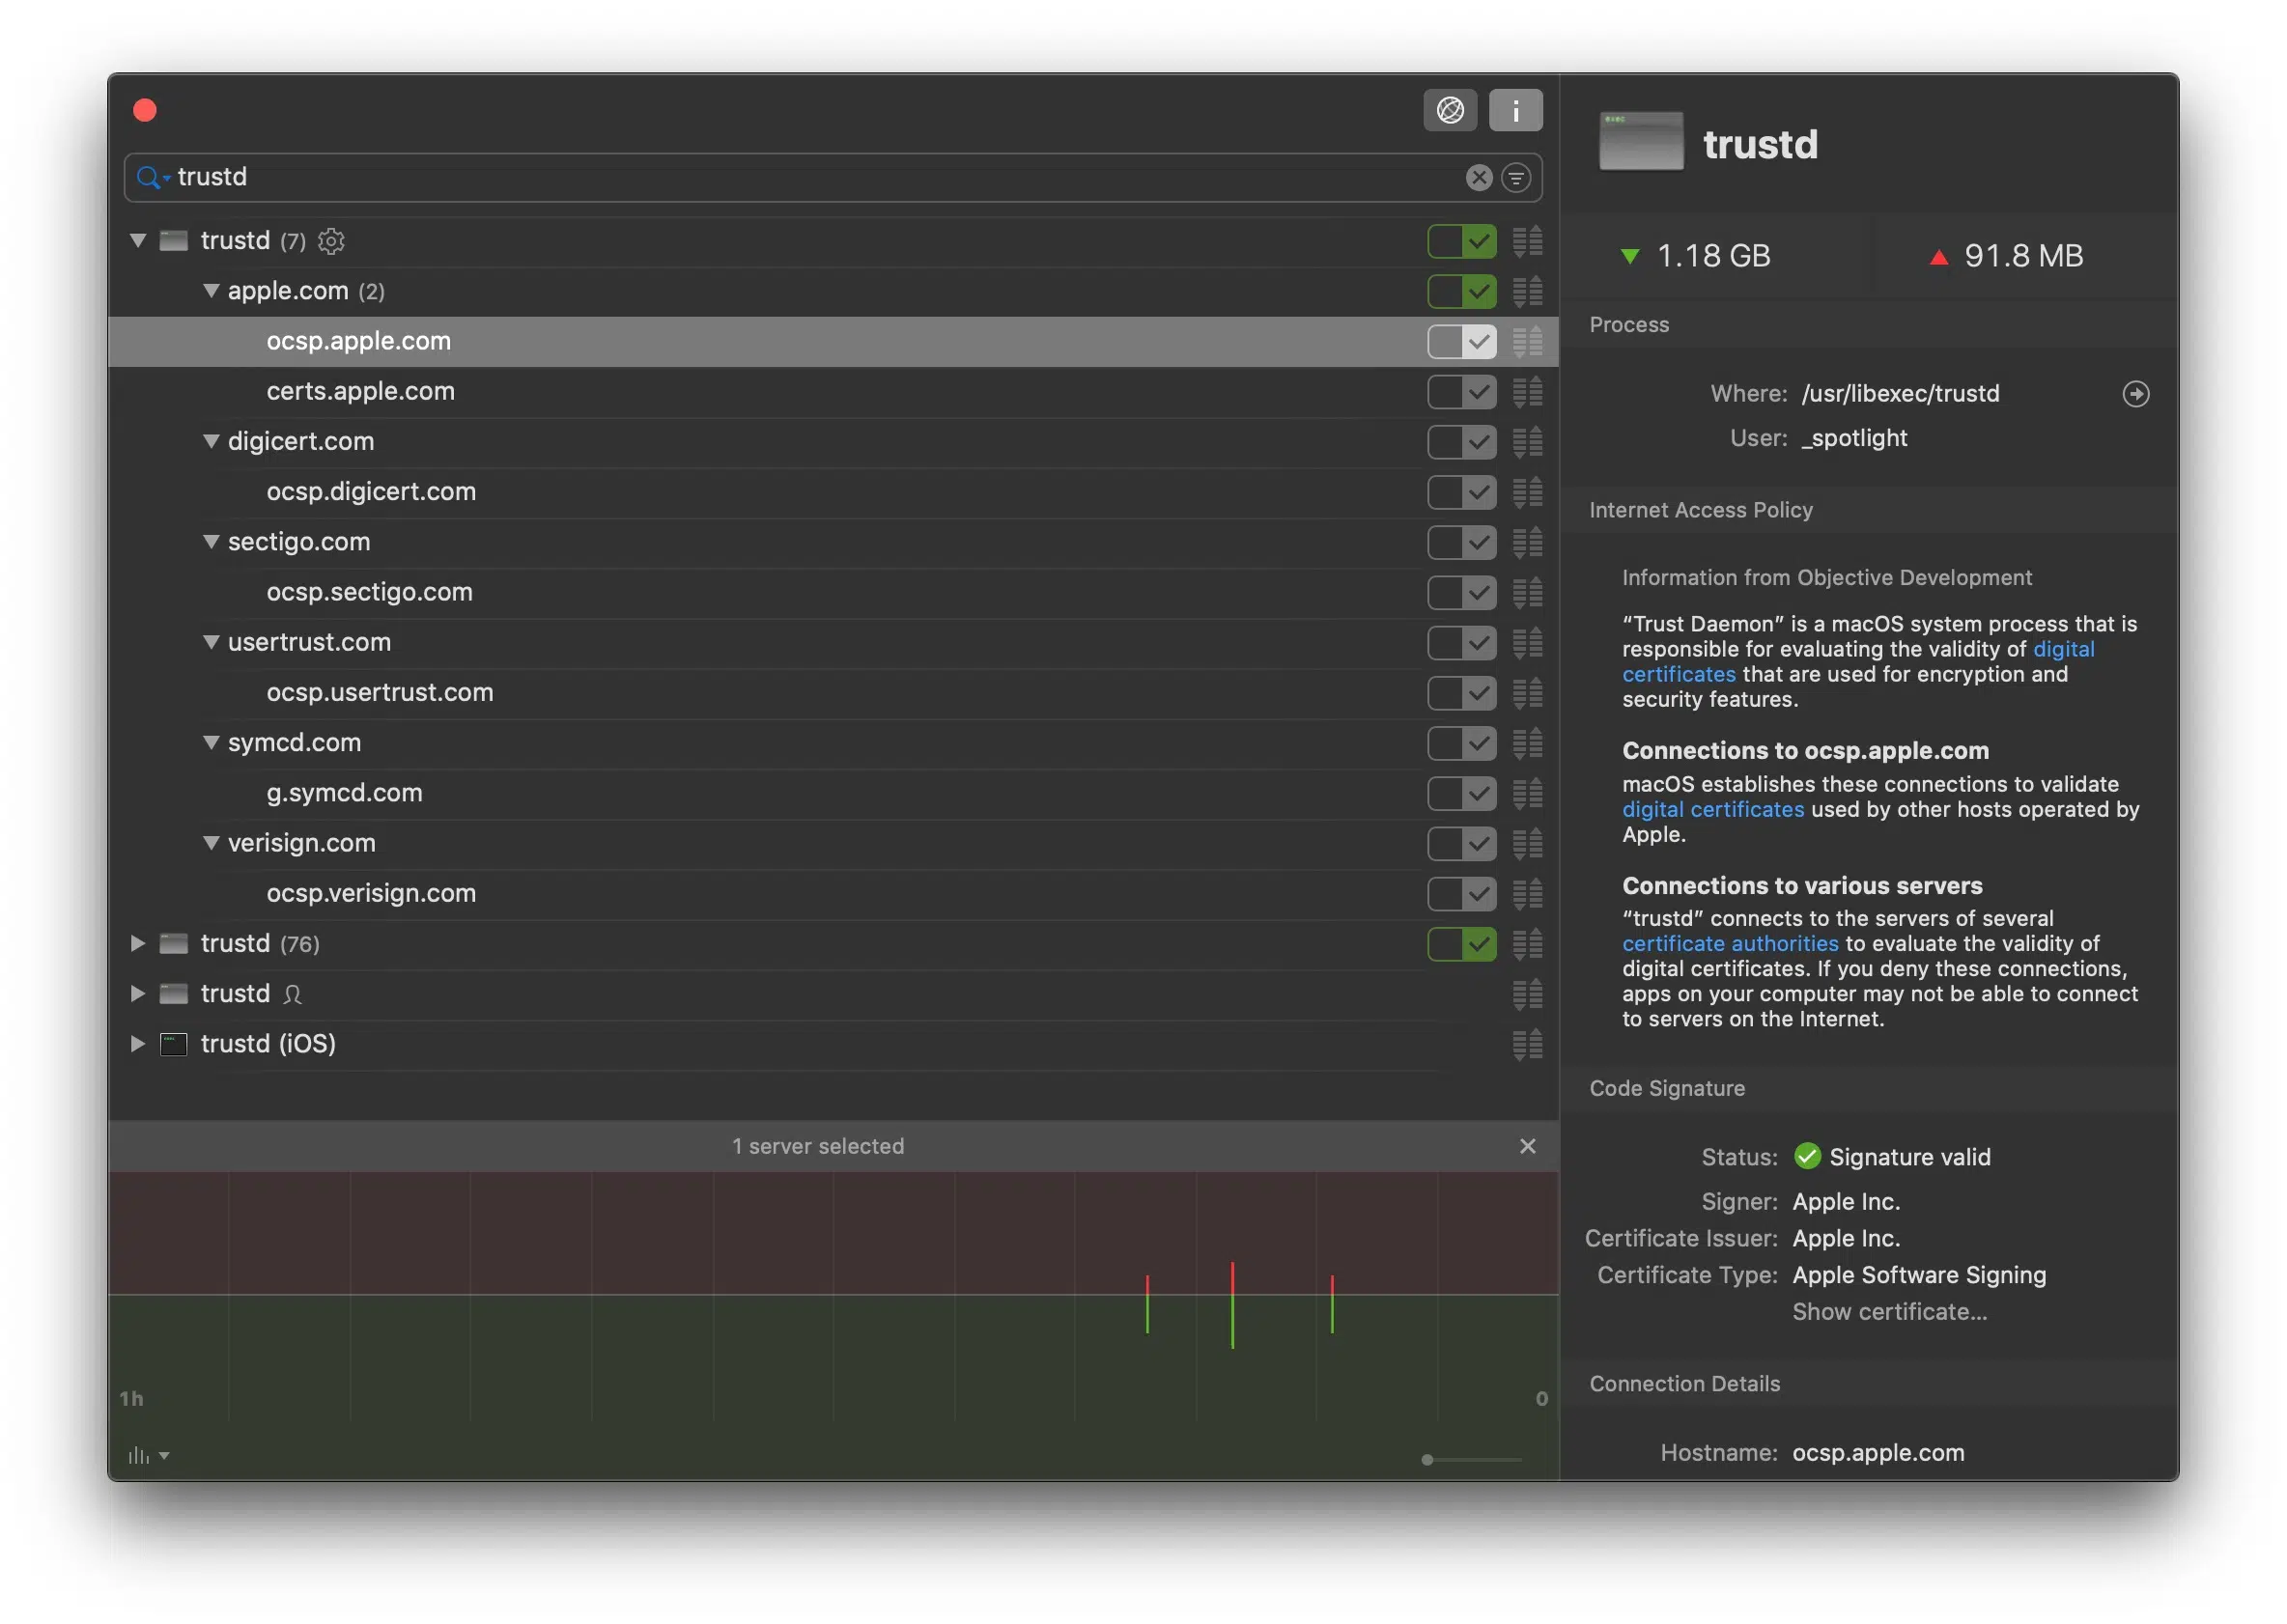 trustd
trustd (7)
apple.com (2)
ocsp.apple.com
certs.apple.com
digicert.com
ocsp.digicert.com
sectigo.com
ocsp.sectigo.com
usertrust.com
ocsp.usertrust.com
symcd.com
g.symcd.com
verisign.com
ocsp.verisign.com
trustd (76)
trustd
trustd (iOS)
1 server selected
1h
0
trustd
1.18 GB
91.8 MB
Process
Where: /usr/libexec/trustd
User: _spotlight
Internet Access Policy
Information from Objective Development
“Trust Daemon” is a macOS system process that is
responsible for evaluating the validity of digital
certificates that are used for encryption and
security features.
Connections to ocsp.apple.com
macOS establishes these connections to validate
digital certificates used by other hosts operated by
Apple.
Connections to various servers
“trustd” connects to the servers of several
certificate authorities to evaluate the validity of
digital certificates. If you deny these connections,
apps on your computer may not be able to connect
to servers on the Internet.
Code Signature
Status: Signature valid
Signer: Apple Inc.
Certificate Issuer: Apple Inc.
Certificate Type: Apple Software Signing
Show certificate...
Connection Details
Hostname: ocsp.apple.com